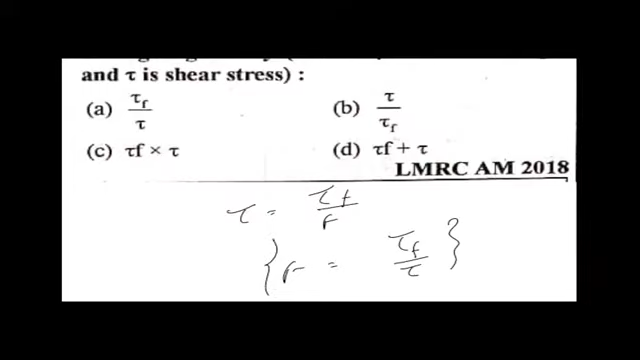 and τ is shear stress) :
(a) τf/τ (b) τ/τf
(c) τf × τ (d) τf + τ
LMRC AM 2018
τ = τf/F
{F = τf/τ}